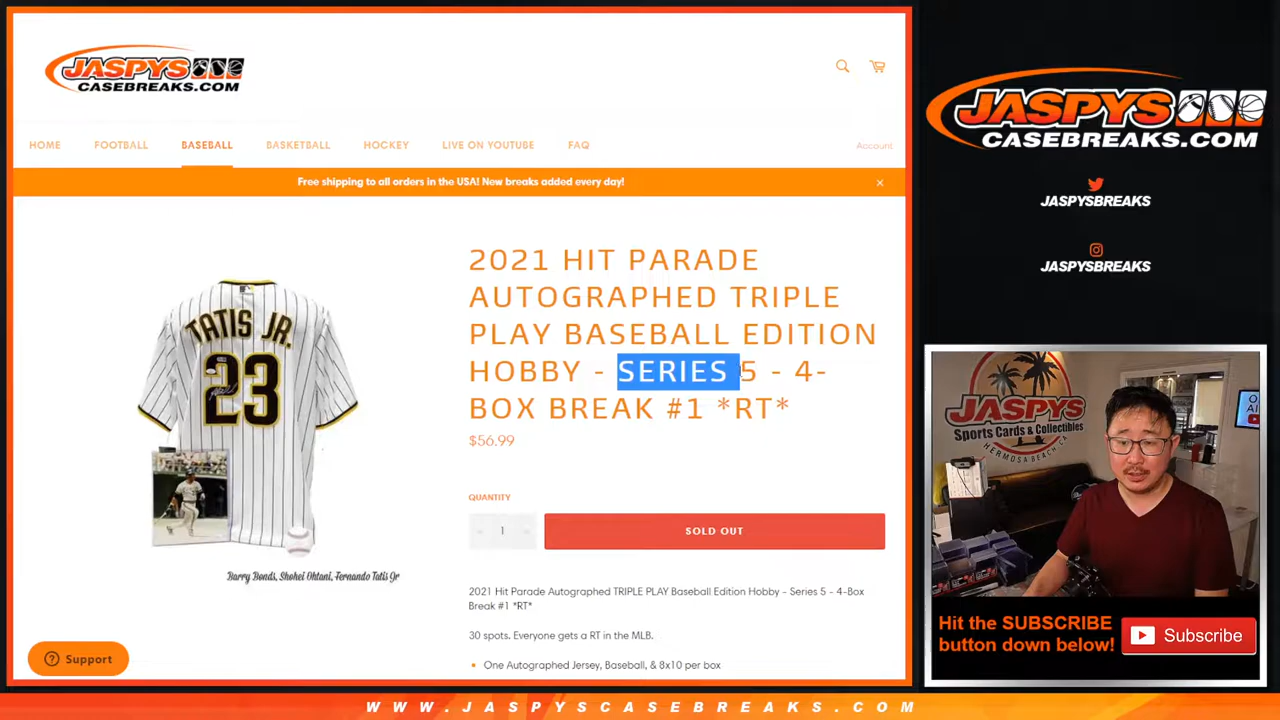 JASPYS
CASEBREAKS.COM
HOME FOOTBALL BASEBALL BASKETBALL HOCKEY LIVE ON YOUTUBE FAQ Account
Free shipping to all orders in the USA! New breaks added every day! ×
TATIS JR.
23
Barry Bonds, Shohei Ohtani, Fernando Tatis Jr
2021 HIT PARADE
AUTOGRAPHED TRIPLE
PLAY BASEBALL EDITION
HOBBY - SERIES 5 - 4-
BOX BREAK #1 *RT*
$56.99
QUANTITY
1
SOLD OUT
2021 Hit Parade Autographed TRIPLE PLAY Baseball Edition Hobby - Series 5 - 4-Box
Break #1 *RT*
30 spots. Everyone gets a RT in the MLB.
• One Autographed Jersey, Baseball, & 8x10 per box
? Support
JASPYS
CASEBREAKS.COM
JASPYSBREAKS
JASPYSBREAKS
JASPYS
Sports Cards & Collectibles
HERMOSA BEACH CA
Hit the SUBSCRIBE
button down below!
Subscribe
WWW.JASPYSCASEBREAKS.COM